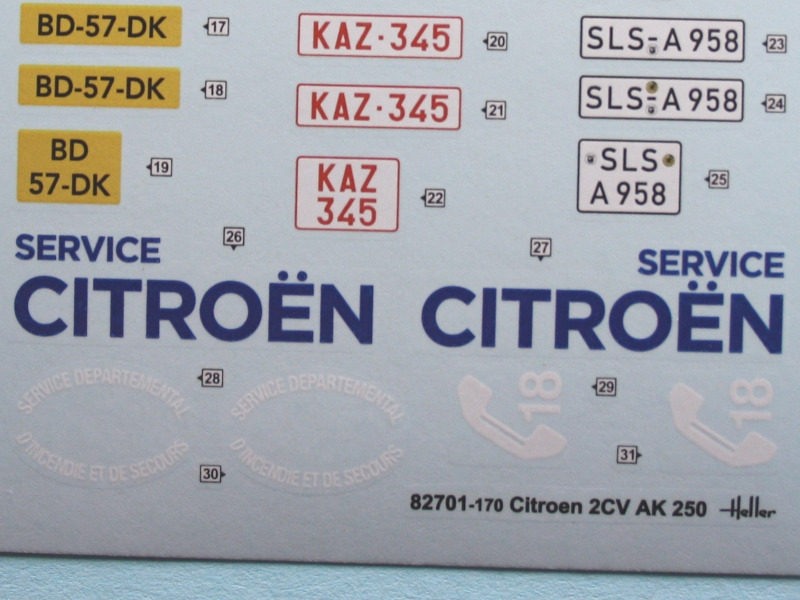 BD-57-DK
17
KAZ·345
20
SLS-A 958
23
BD-57-DK
18
KAZ·345
21
SLS-A 958
24
BD
57-DK
19
KAZ
345
22
SLS
A 958
25
26
27
SERVICE
CITROËN
SERVICE
CITROËN
SERVICE DEPARTEMENTAL
D'INCENDIE ET DE SECOURS
28
30
SERVICE DEPARTEMENTAL
D'INCENDIE ET DE SECOURS
18
29
31
18
82701-170 Citroen 2CV AK 250 Heller